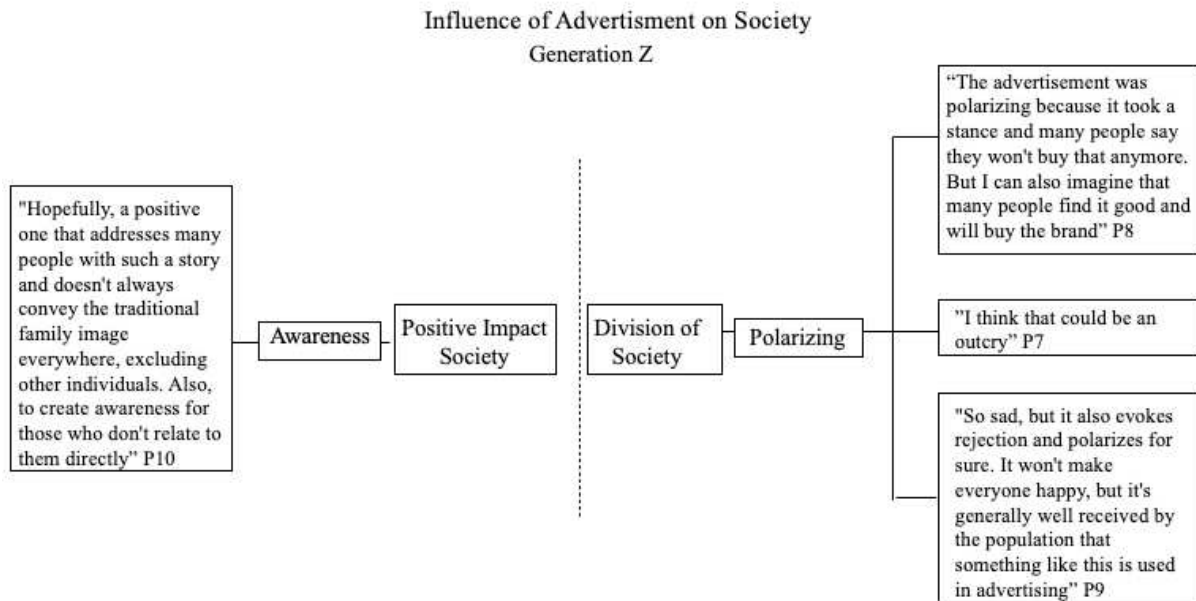 Influence of Advertisment on Society
Generation Z
"Hopefully, a positive
one that addresses many
people with such a story
and doesn't always
convey the traditional
family image
everywhere, excluding
other individuals. Also,
to create awareness for
those who don't relate to
them directly” P10
Awareness
Positive Impact
Society
Division of
Society
Polarizing
“The advertisement was
polarizing because it took a
stance and many people say
they won't buy that anymore.
But I can also imagine that
many people find it good and
will buy the brand” P8
”I think that could be an
outcry” P7
"So sad, but it also evokes
rejection and polarizes for
sure. It won't make
everyone happy, but it's
generally well received by
the population that
something like this is used
in advertising” P9